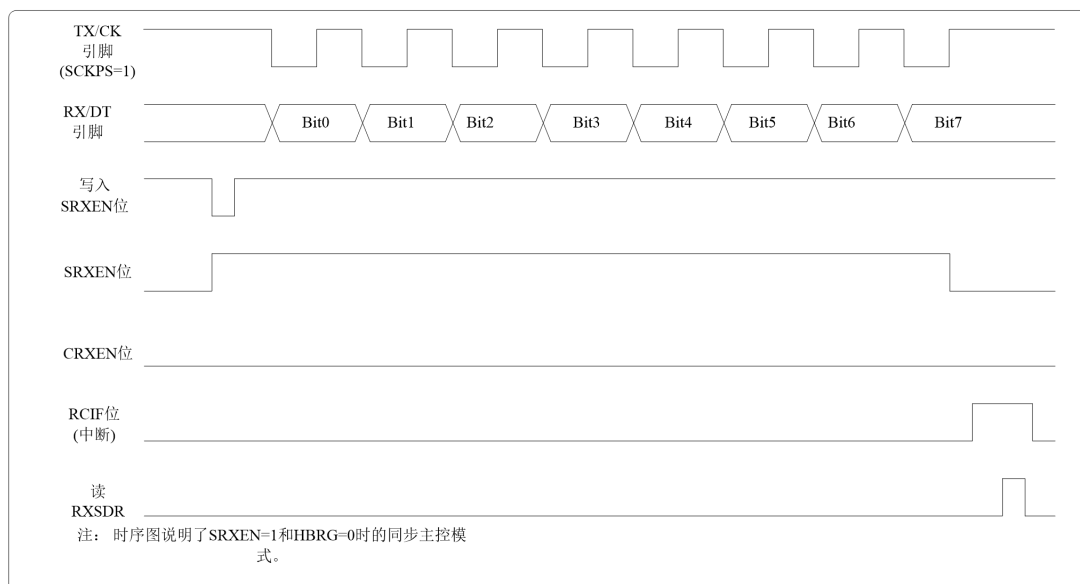 TX/CK
引脚
(SCKPS=1)
RX/DT
引脚
Bit0
Bit1
Bit2
Bit3
Bit4
Bit5
Bit6
Bit7
写入
SRXEN位
SRXEN位
CRXEN位
RCIF位
(中断)
读
RXSDR
注： 时序图说明了SRXEN=1和HBRG=0时的同步主控模
式。